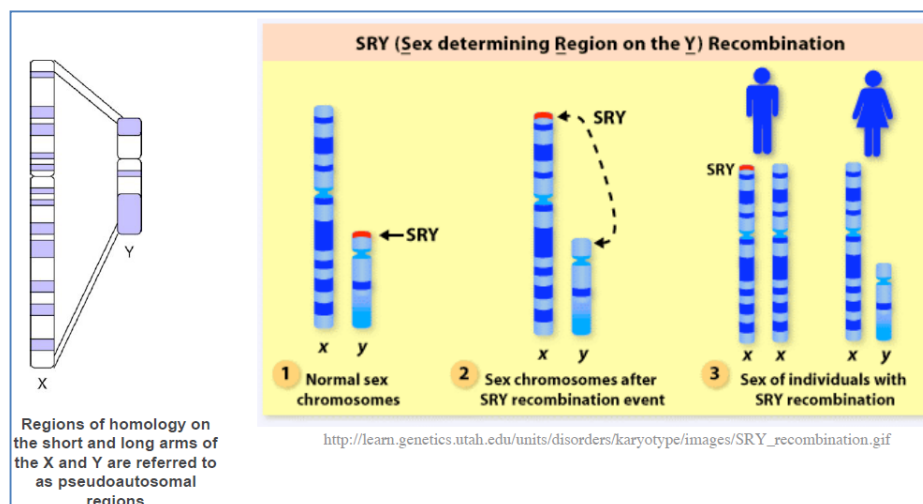 X
Y
Regions of homology on
the short and long arms of
the X and Y are referred to
as pseudoautosomal
regions
SRY (Sex determining Region on the Y) Recombination
SRY
x y
1 Normal sex
chromosomes
SRY
x y
2 Sex chromosomes after
SRY recombination event
SRY
x x x y
3 Sex of individuals with
SRY recombination
http://learn.genetics.utah.edu/units/disorders/karyotype/images/SRY_recombination.gif